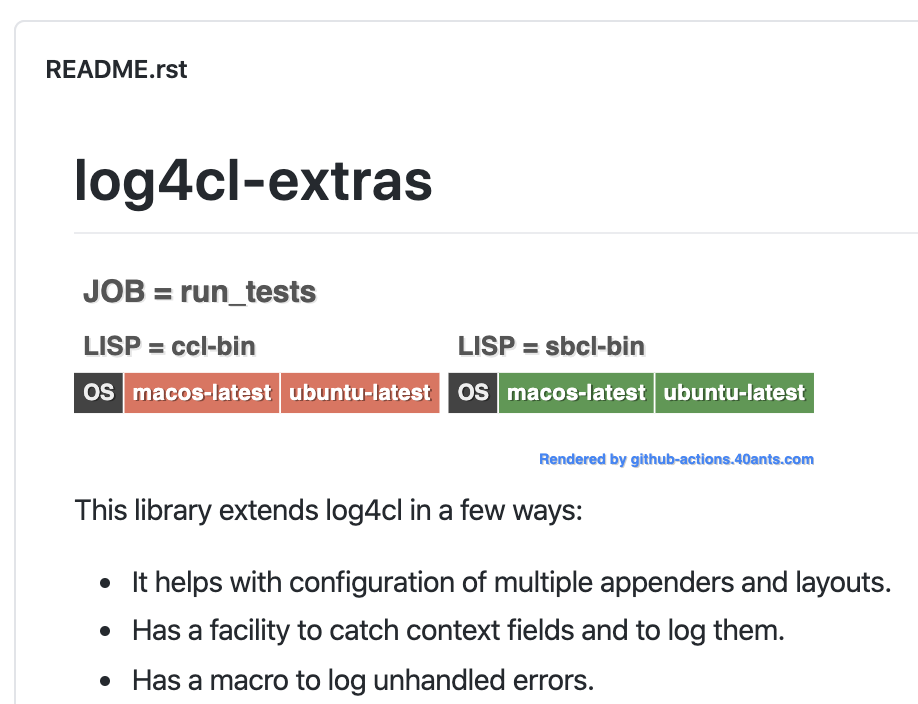 README.rst
log4cl-extras
JOB = run_tests
LISP = ccl-bin
OS macos-latest ubuntu-latest
LISP = sbcl-bin
OS macos-latest ubuntu-latest
Rendered by github-actions.40ants.com
This library extends log4cl in a few ways:
• It helps with configuration of multiple appenders and layouts.
• Has a facility to catch context fields and to log them.
• Has a macro to log unhandled errors.